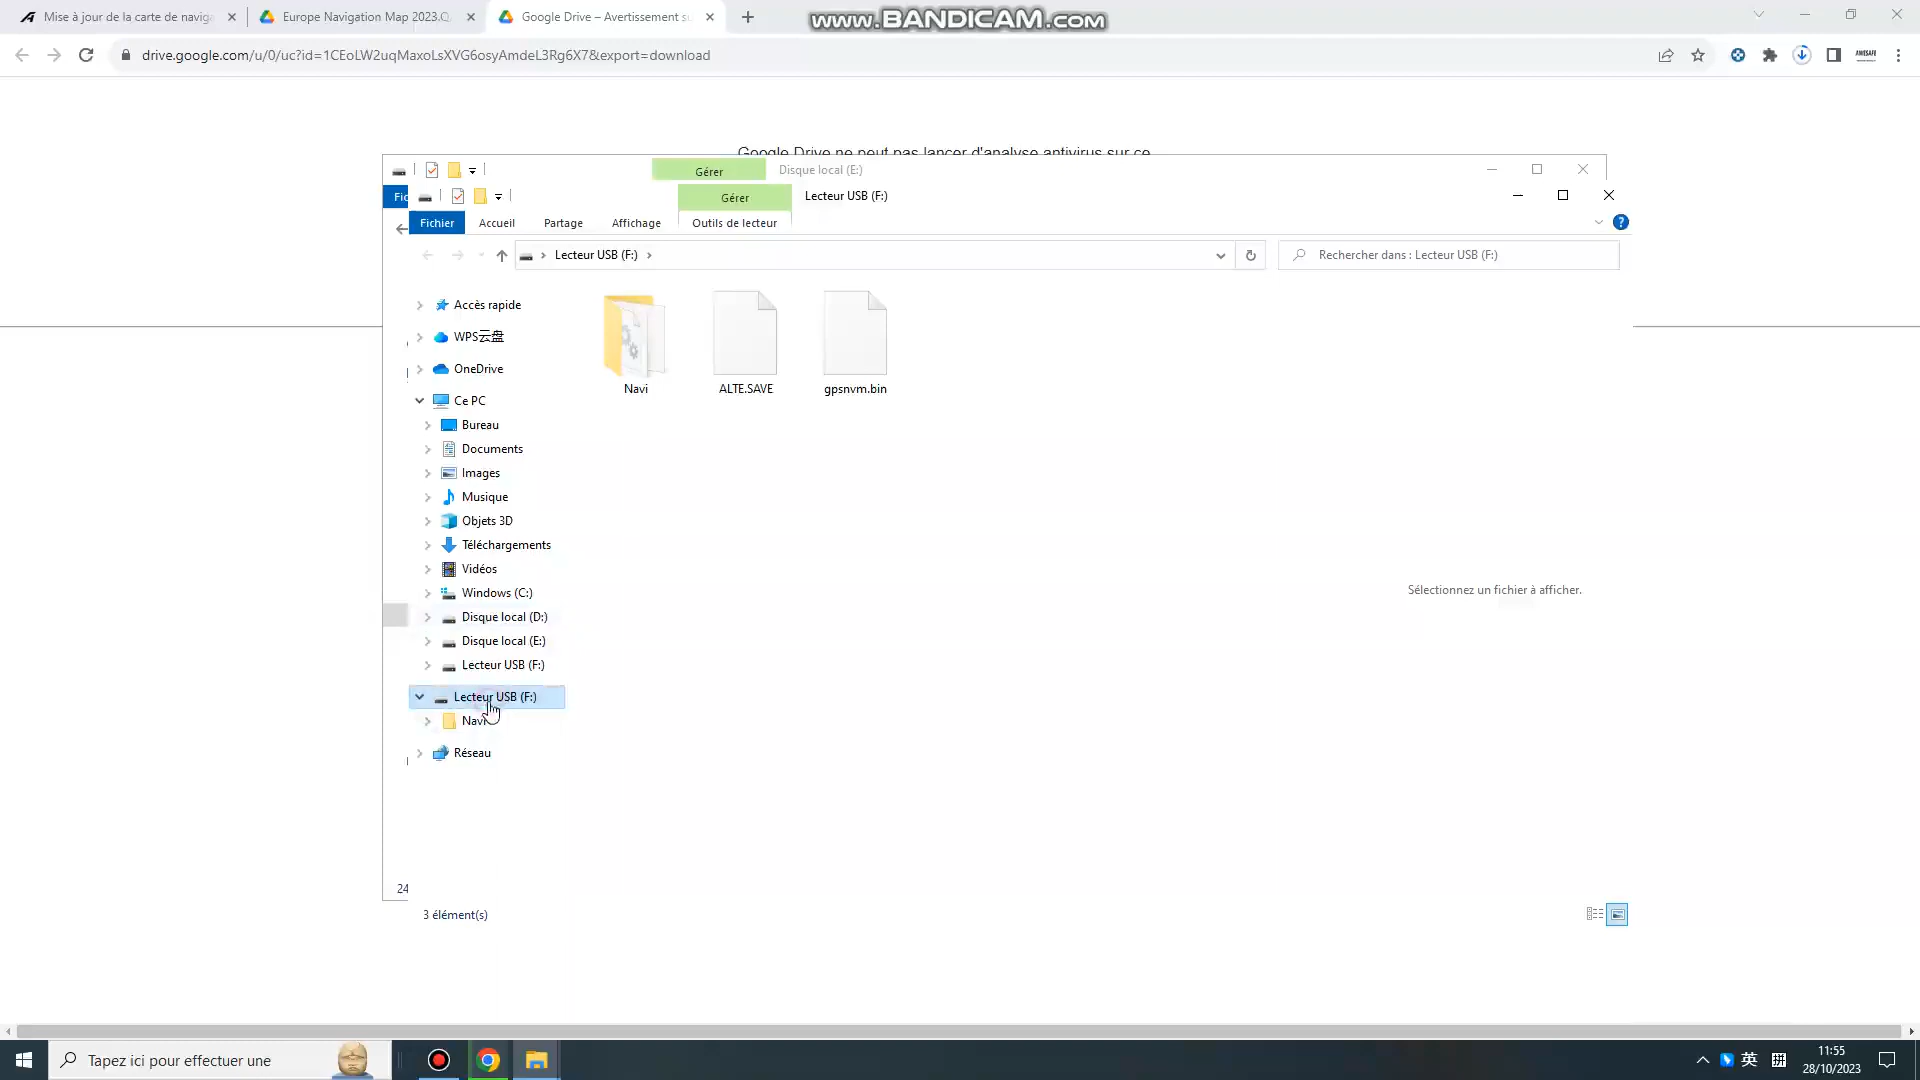 Mise à jour de la carte de naviga
Europe Navigation Map 2023.Q
Google Drive – Avertissement s
www.BANDICAM.com
drive.google.com/u/0/uc?id=1CEoLW2uqMaxoLsXVG6osyAmdeL3Rg6X7&export=download
Google Drive ne peut pas lancer d'analyse antivirus sur ce
Gérer
Disque local (E:)
Gérer
Lecteur USB (F:)
Fichier
Accueil
Partage
Affichage
Outils de lecteur
Lecteur USB (F:)
Rechercher dans : Lecteur USB (F:)
Accès rapide
WPS云盘
OneDrive
Ce PC
Bureau
Documents
Images
Musique
Objets 3D
Téléchargements
Vidéos
Windows (C:)
Disque local (D:)
Disque local (E:)
Lecteur USB (F:)
Lecteur USB (F:)
Navi
Réseau
Navi
ALTE.SAVE
gpsnvm.bin
Sélectionnez un fichier à afficher.
24
3 élément(s)
Tapez ici pour effectuer une
英
拼
11:55
28/10/2023